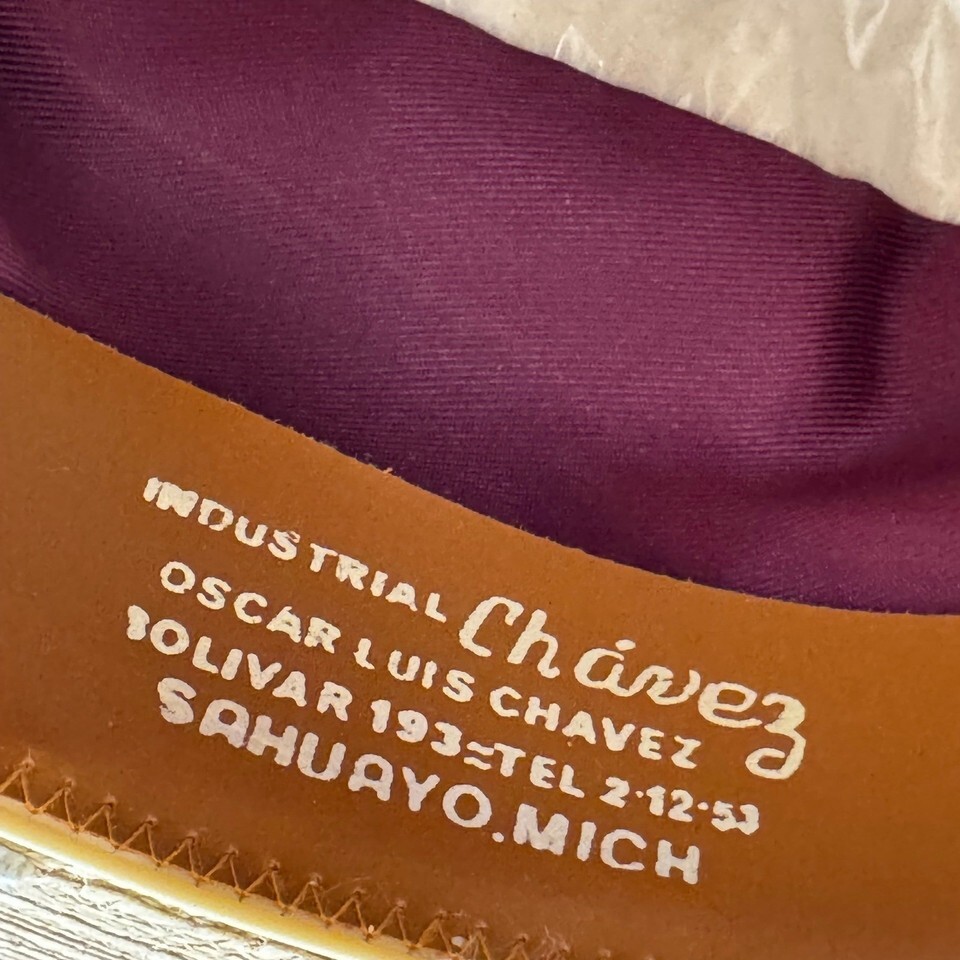 INDUSTRIAL Chávez
OSCAR LUIS CHAVEZ
BOLIVAR 193=TEL 2·12·53
SAHUAYO.MICH